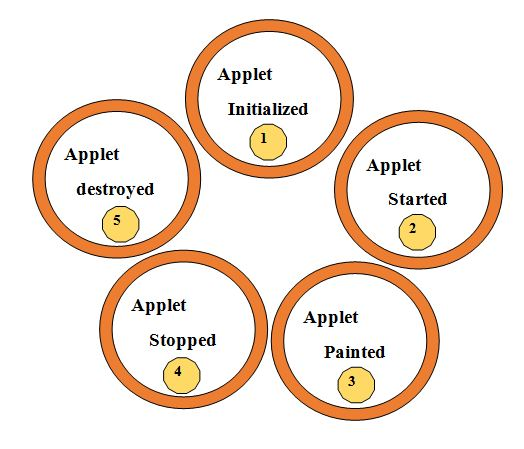 Applet
Initialized
1
Applet
Started
2
Applet
Painted
3
Applet
Stopped
4
Applet
destroyed
5